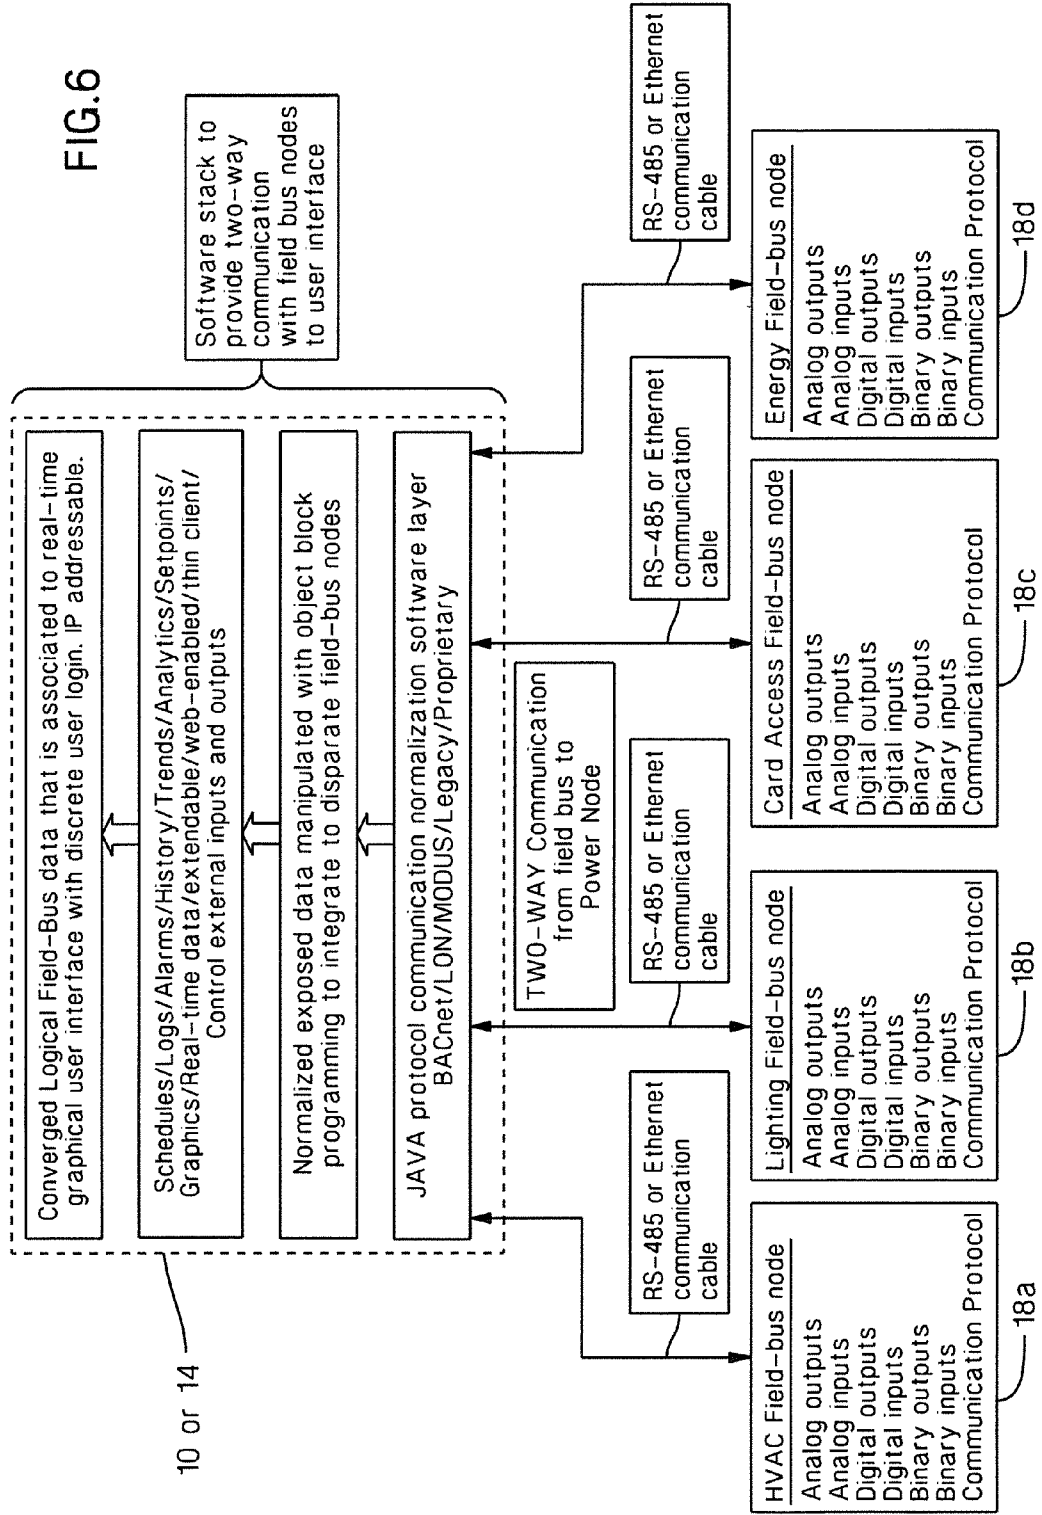 FIG.6
Software stack to
provide two-way
communication
with field bus nodes
to user interface
10 or 14
Converged Logical Field-Bus data that is associated to real-time
graphical user interface with discrete user login. IP addressable.
Schedules/Logs/Alarms/History/Trends/Analytics/Setpoints/
Graphics/Real-time data/extendable/web-enabled/thin client/
Control external inputs and outputs
Normalized exposed data manipulated with object block
programming to integrate to disparate field-bus nodes
JAVA protocol communication normalization software layer
BACnet/LON/MODUS/Legacy/Proprietary
TWO-WAY Communication
from field bus to
Power Node
RS-485 or Ethernet
communication
cable
RS-485 or Ethernet
communication
cable
RS-485 or Ethernet
communication
cable
RS-485 or Ethernet
communication
cable
HVAC Field-bus node
Analog outputs
Analog inputs
Digital outputs
Digital inputs
Binary outputs
Binary inputs
Communication Protocol
18a
Lighting Field-bus node
Analog outputs
Analog inputs
Digital outputs
Digital inputs
Binary outputs
Binary inputs
Communication Protocol
18b
Card Access Field-bus node
Analog outputs
Analog inputs
Digital outputs
Digital inputs
Binary outputs
Binary inputs
Communication Protocol
18c
Energy Field-bus node
Analog outputs
Analog inputs
Digital outputs
Digital inputs
Binary outputs
Binary inputs
Communication Protocol
18d